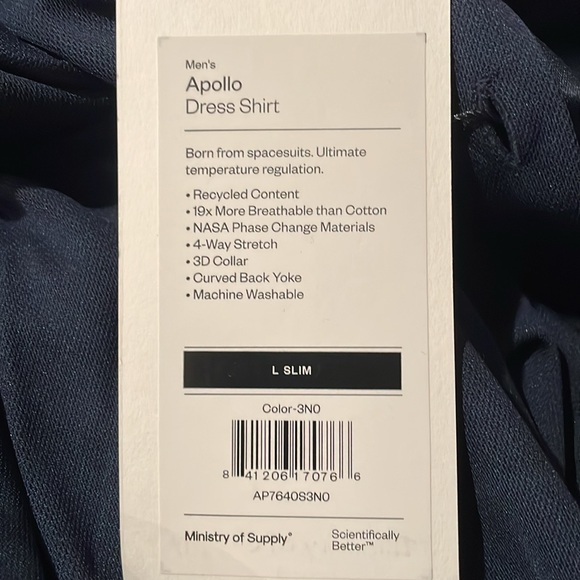 Men's
Apollo
Dress Shirt
Born from spacesuits. Ultimate
temperature regulation.
• Recycled Content
• 19x More Breathable than Cotton
• NASA Phase Change Materials
• 4-Way Stretch
• 3D Collar
• Curved Back Yoke
• Machine Washable
L SLIM
Color-3N0
8 41206 17076 6
AP7640S3N0
Ministry of Supply® Scientifically
Better™